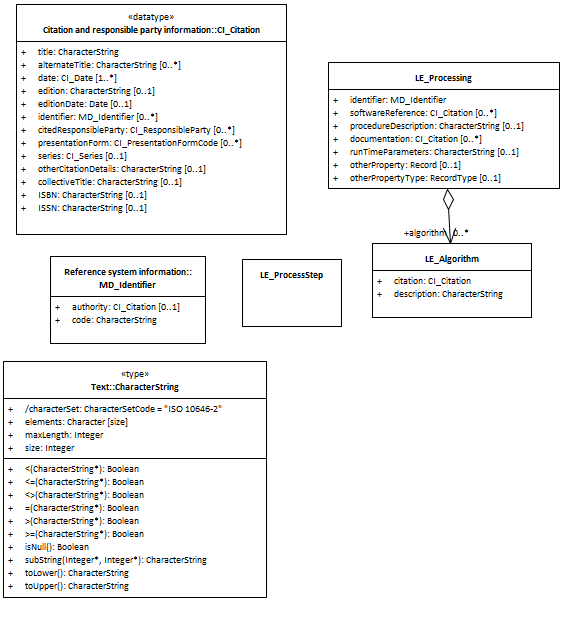 «datatype»
Citation and responsible party information::CI_Citation
+ title: CharacterString
+ alternateTitle: CharacterString [0..*]
+ date: CI_Date [1..*]
+ edition: CharacterString [0..1]
+ editionDate: Date [0..1]
+ identifier: MD_Identifier [0..*]
+ citedResponsibleParty: CI_ResponsibleParty [0..*]
+ presentationForm: CI_PresentationFormCode [0..*]
+ series: CI_Series [0..1]
+ otherCitationDetails: CharacterString [0..1]
+ collectiveTitle: CharacterString [0..1]
+ ISBN: CharacterString [0..1]
+ ISSN: CharacterString [0..1]
LE_Processing
+ identifier: MD_Identifier
+ softwareReference: CI_Citation [0..*]
+ procedureDescription: CharacterString [0..1]
+ documentation: CI_Citation [0..*]
+ runTimeParameters: CharacterString [0..1]
+ otherProperty: Record [0..1]
+ otherPropertyType: RecordType [0..1]
+algorithm 0..*
Reference system information::
MD_Identifier
+ authority: CI_Citation [0..1]
+ code: CharacterString
LE_ProcessStep
LE_Algorithm
+ citation: CI_Citation
+ description: CharacterString
«type»
Text::CharacterString
+ /characterSet: CharacterSetCode = "ISO 10646-2"
+ elements: Character [size]
+ maxLength: Integer
+ size: Integer
+ <(CharacterString*): Boolean
+ <=(CharacterString*): Boolean
+ <>(CharacterString*): Boolean
+ =(CharacterString*): Boolean
+ >(CharacterString*): Boolean
+ >=(CharacterString*): Boolean
+ isNull(): Boolean
+ subString(Integer*, Integer*): CharacterString
+ toLower(): CharacterString
+ toUpper(): CharacterString